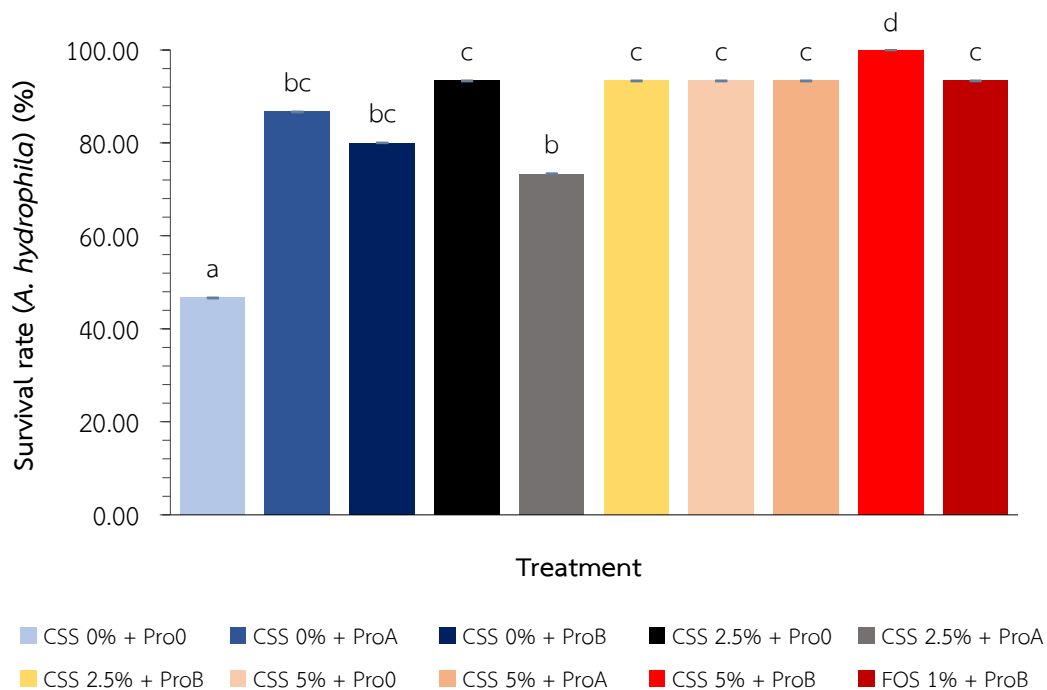 Survival rate (A. hydrophila) (%)
100.00
80.00
60.00
40.00
20.00
0.00
a
bc
bc
c
b
c
c
c
d
c
Treatment
CSS 0% + Pro0
CSS 0% + ProA
CSS 0% + ProB
CSS 2.5% + Pro0
CSS 2.5% + ProA
CSS 2.5% + ProB
CSS 5% + Pro0
CSS 5% + ProA
CSS 5% + ProB
FOS 1% + ProB